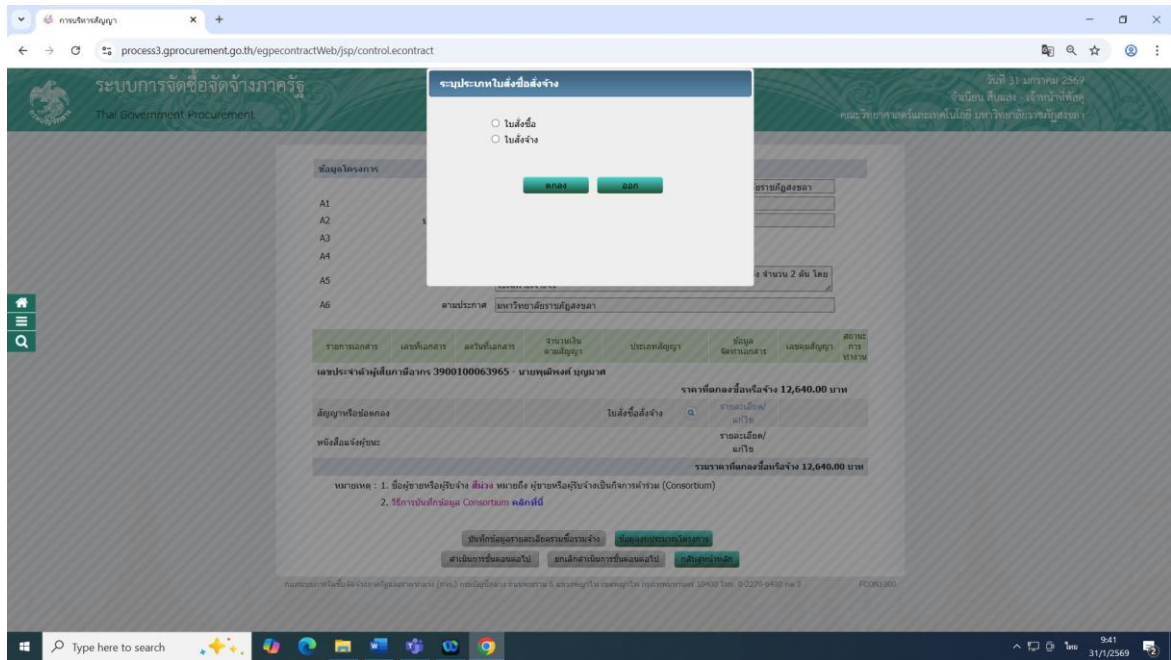 การบริหารสัญญา
process3.gprocurement.go.th/egpecontractWeb/jsp/control.econtract
ระบบการจัดซื้อจัดจ้างภาครัฐ
Thai Government Procurement
วันที่ 31 มกราคม 2569
จำเนียน สืบแสง - เจ้าหน้าที่พัสดุ
คณะวิทยาศาสตร์และเทคโนโลยี มหาวิทยาลัยราชภัฏสงขลา
ระบุประเภทใบสั่งซื้อสั่งจ้าง
ใบสั่งซื้อ
ใบสั่งจ้าง
ตกลง ออก
ข้อมูลโครงการ
A1
A2
A3
A4
A5 จำนวน 2 คัน โดย
A6 ตามประกาศ มหาวิทยาลัยราชภัฏสงขลา
รายการเอกสาร เลขที่เอกสาร ลงวันที่เอกสาร จำนวนเงินตามสัญญา ประเภทสัญญา ข้อมูลจัดทำเอกสาร เลขคุมสัญญา สถานะการทำงาน
เลขประจำตัวผู้เสียภาษีอากร 3900100063965 - นายพุฒิพงศ์ บุญมาศ
ราคาที่ตกลงซื้อหรือจ้าง 12,640.00 บาท
สัญญาหรือข้อตกลง ใบสั่งซื้อสั่งจ้าง รายละเอียด/แก้ไข
หนังสือแจ้งผู้ชนะ รายละเอียด/แก้ไข
รวมราคาที่ตกลงซื้อหรือจ้าง 12,640.00 บาท
หมายเหตุ : 1. ชื่อผู้ขายหรือผู้รับจ้าง สีม่วง หมายถึง ผู้ขายหรือผู้รับจ้างเป็นกิจการค้าร่วม (Consortium)
2. วิธีการบันทึกข้อมูล Consortium คลิกที่นี่
บันทึกข้อมูลรายละเอียดรวมซื้อรวมจ้าง ข้อมูลงบประมาณโครงการ
ดำเนินการขั้นตอนต่อไป ยกเลิกดำเนินการขั้นตอนต่อไป กลับสู่หน้าหลัก
FCON1000
Type here to search
ไทย
9:41
31/1/2569